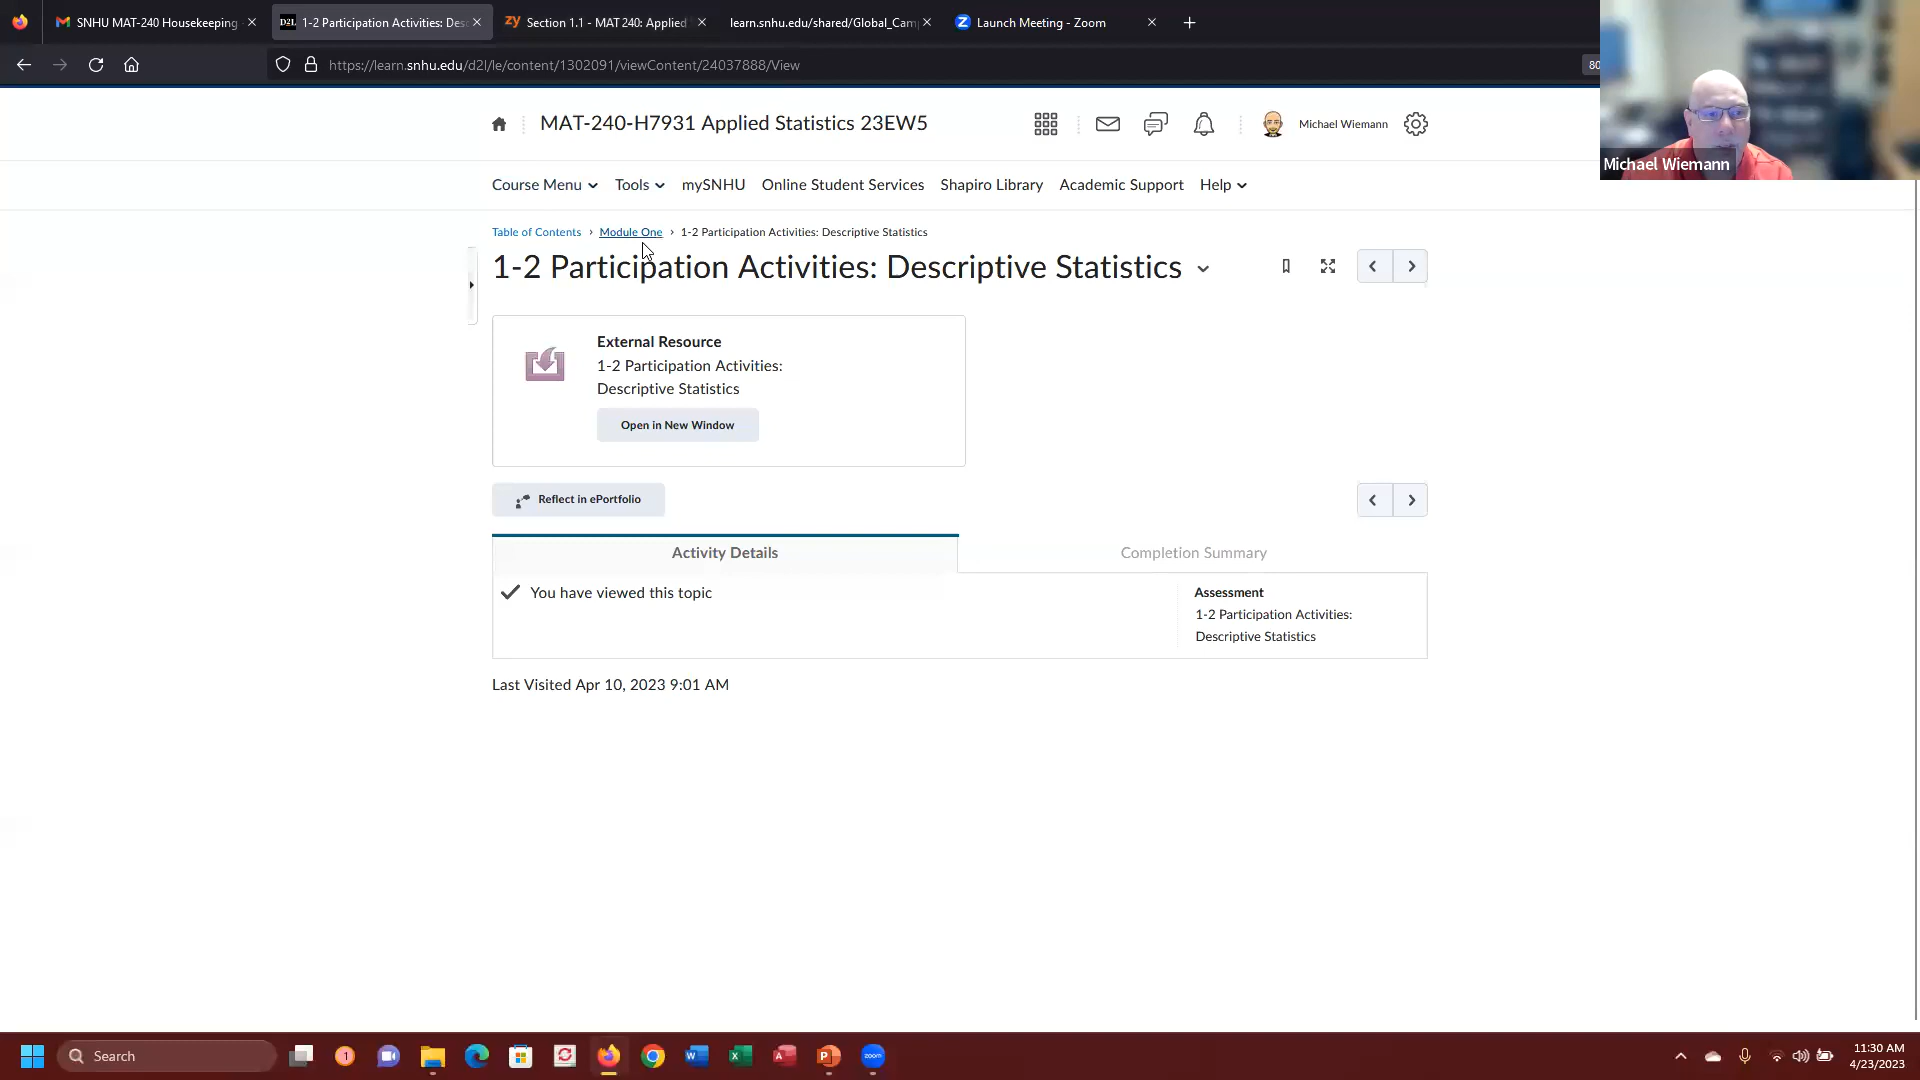 SNHU MAT-240 Housekeeping
D2L 1-2 Participation Activities: Des
zy Section 1.1 - MAT 240: Applied
learn.snhu.edu/shared/Global_Cam
Z Launch Meeting - Zoom
https://learn.snhu.edu/d2l/le/content/1302091/viewContent/24037888/View
80
MAT-240-H7931 Applied Statistics 23EW5
Michael Wiemann
Michael Wiemann
Course Menu
Tools
mySNHU
Online Student Services
Shapiro Library
Academic Support
Help
Table of Contents › Module One › 1-2 Participation Activities: Descriptive Statistics
1-2 Participation Activities: Descriptive Statistics
External Resource
1-2 Participation Activities:
Descriptive Statistics
Open in New Window
Reflect in ePortfolio
Activity Details
Completion Summary
You have viewed this topic
Assessment
1-2 Participation Activities:
Descriptive Statistics
Last Visited Apr 10, 2023 9:01 AM
Search
1
zoom
11:30 AM
4/23/2023